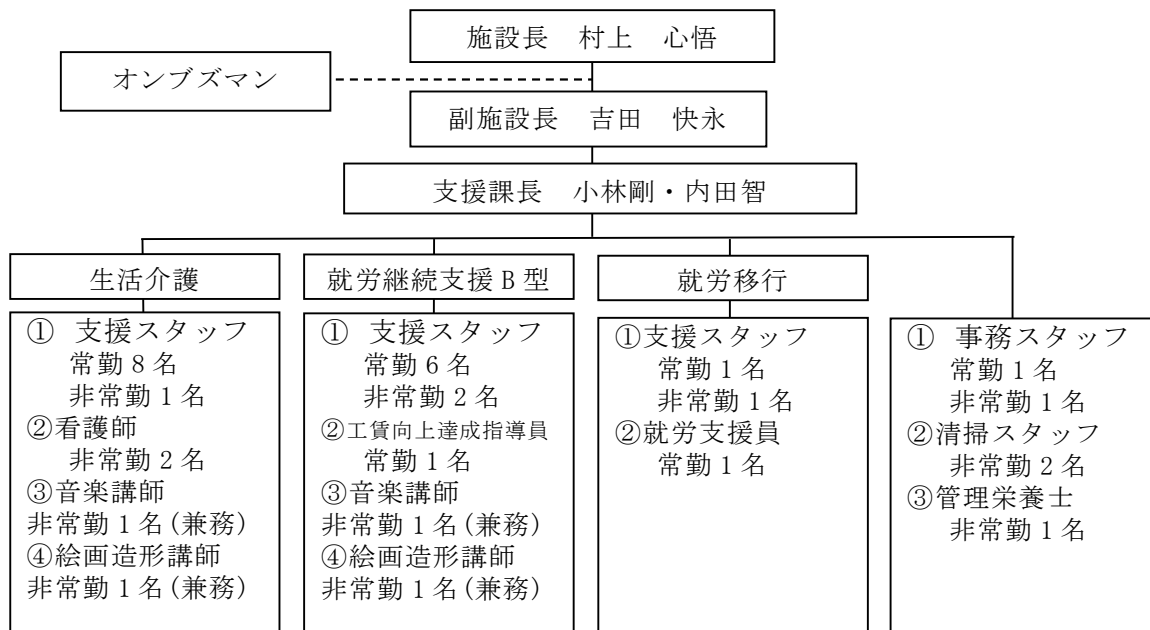 施設長　村上　心悟
オンブズマン
副施設長　吉田　快永
支援課長　小林剛・内田智
生活介護
① 支援スタッフ
常勤 8 名
非常勤 1 名
②看護師
非常勤 2 名
③音楽講師
非常勤 1 名(兼務)
④絵画造形講師
非常勤 1 名(兼務)
就労継続支援 B 型
① 支援スタッフ
常勤 6 名
非常勤 2 名
②工賃向上達成指導員
常勤 1 名
③音楽講師
非常勤 1 名(兼務)
④絵画造形講師
非常勤 1 名(兼務)
就労移行
①支援スタッフ
常勤 1 名
非常勤 1 名
②就労支援員
常勤 1 名
① 事務スタッフ
常勤 1 名
非常勤 1 名
②清掃スタッフ
非常勤 2 名
③管理栄養士
非常勤 1 名